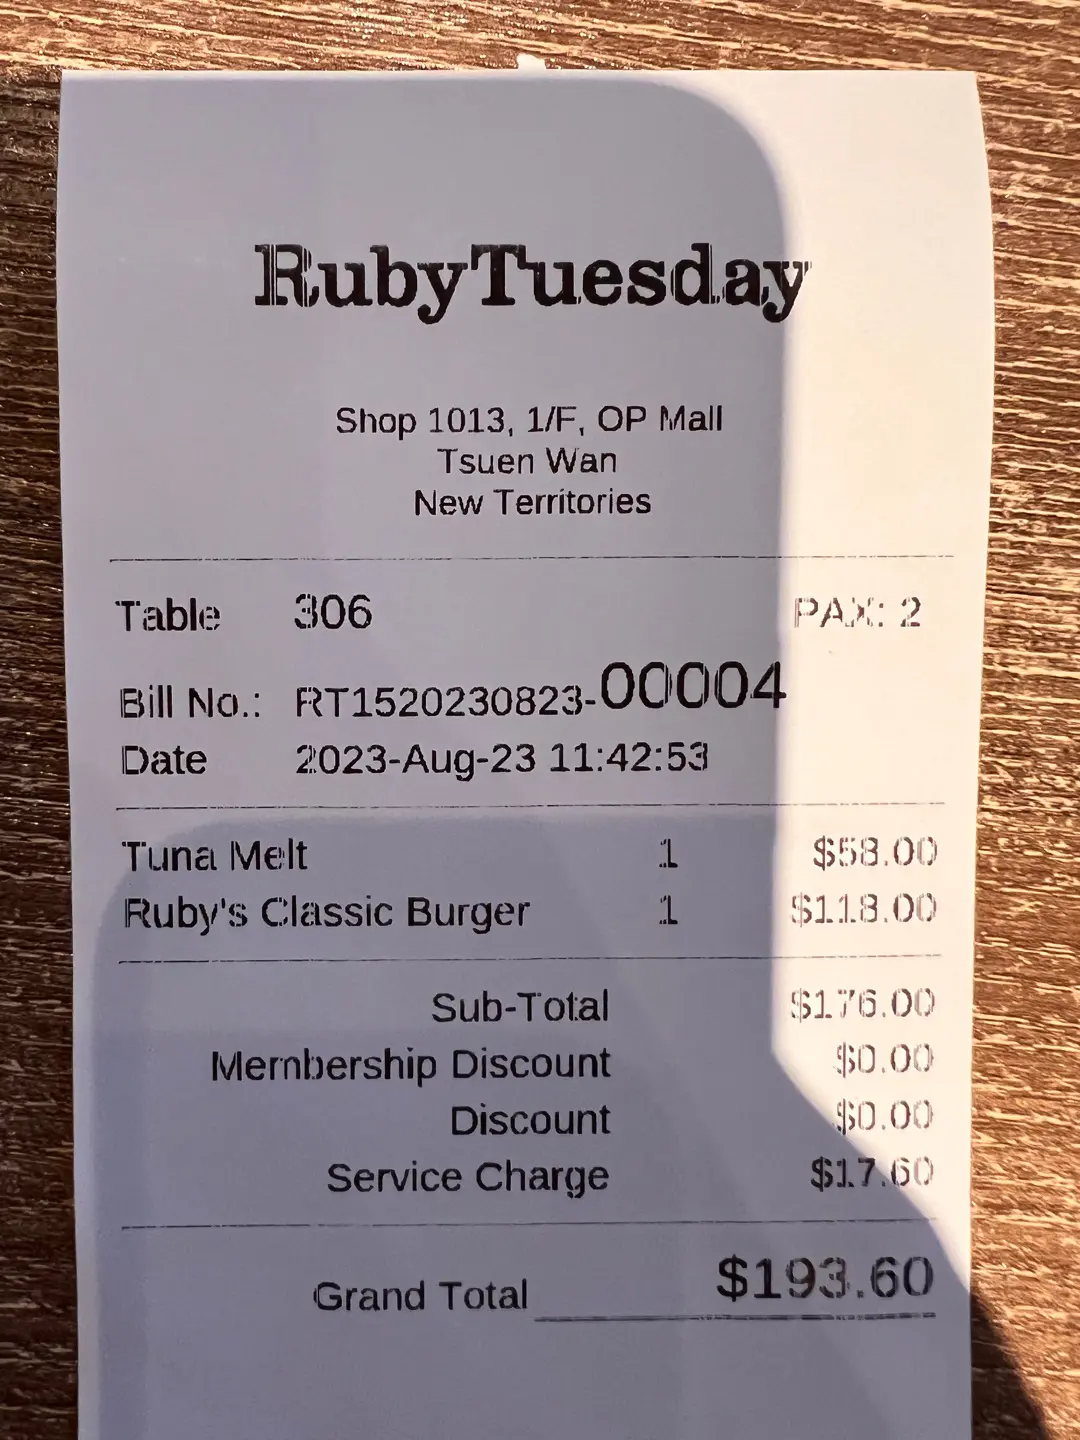 RubyTuesday
Shop 1013, 1/F, OP Mall
Tsuen Wan
New Territories
Table 306 PAX: 2
Bill No.: RT1520230823-00004
Date 2023-Aug-23 11:42:53
Tuna Melt 1 $58.00
Ruby's Classic Burger 1 $118.00
Sub-Total $176.00
Membership Discount $0.00
Discount $0.00
Service Charge $17.60
Grand Total $193.60